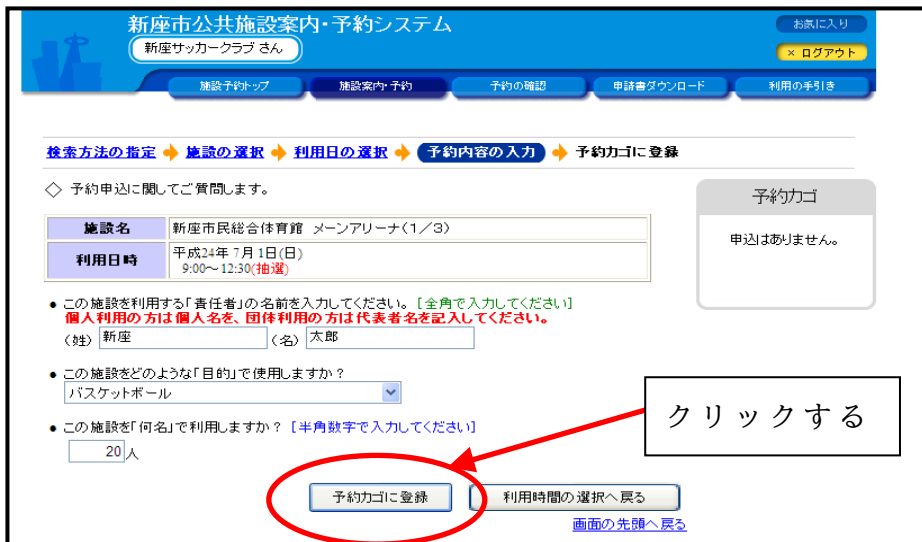 新座市公共施設案内・予約システム
お気に入り
新座サッカークラブ さん
× ログアウト
施設予約トップ 施設案内・予約 予約の確認 申請書ダウンロード 利用の手引き
検索方法の指定 施設の選択 利用日の選択 予約内容の入力 予約カゴに登録
◇ 予約申込に関してご質問します。
予約カゴ
申込はありません。
施設名 新座市民総合体育館 メーンアリーナ(1/3)
利用日時 平成24年 7月 1日(日)
9:00~12:30(抽選)
● この施設を利用する「責任者」の名前を入力してください。[全角で入力してください]
個人利用の方は個人名を、団体利用の方は代表者名を記入してください。
(姓) 新座 (名) 太郎
● この施設をどのような「目的」で使用しますか?
バスケットボール
クリックする
● この施設を「何名」で利用しますか? [半角数字で入力してください]
20 人
予約カゴに登録 利用時間の選択へ戻る
画面の先頭へ戻る